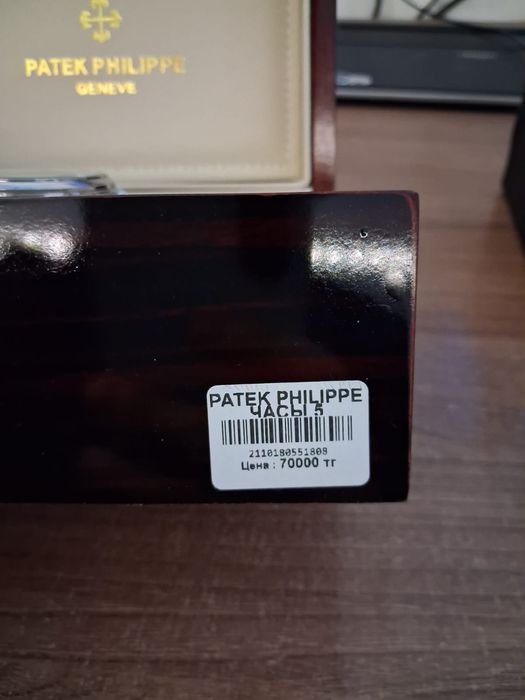 PATEK PHILIPPE
GENEVE
PATEK PHILIPPE
ЧАСЫ 5
2110180551808
Цена : 70000 тг